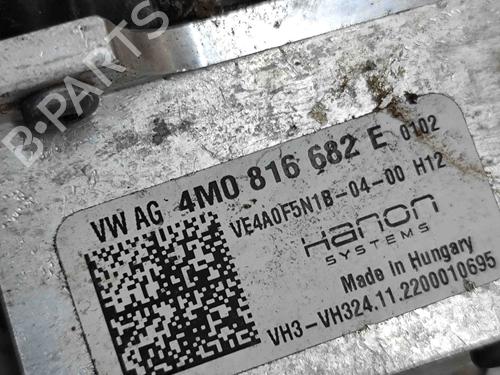 B-PARTS
VW AG 4M0 816 682 E 0102
VE4A0F5N1B-04-00 H12
Hanon
SYSTEMS
Made in Hungary
VH3-VH324.11.2200010695